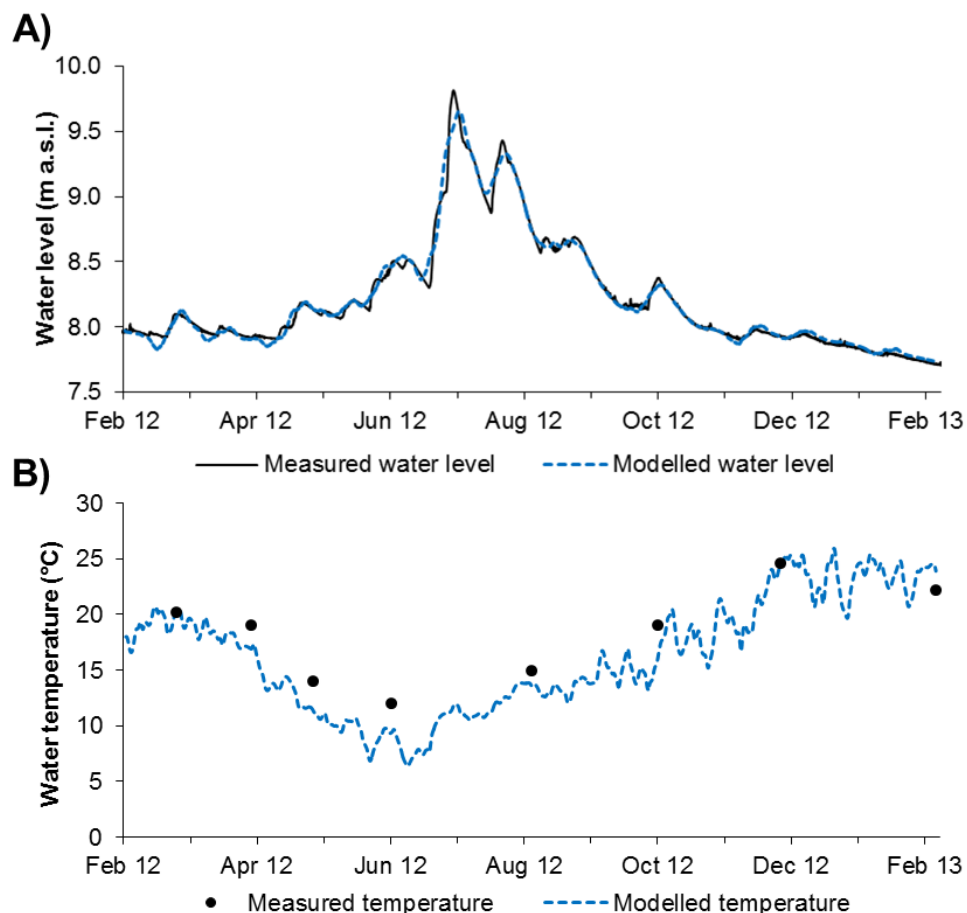 A)
Water level (m a.s.l.)
10.0
9.5
9.0
8.5
8.0
7.5
Feb 12 Apr 12 Jun 12 Aug 12 Oct 12 Dec 12 Feb 13
Measured water level Modelled water level
B)
Water temperature (°C)
30
25
20
15
10
5
0
Feb 12 Apr 12 Jun 12 Aug 12 Oct 12 Dec 12 Feb 13
Measured temperature Modelled temperature